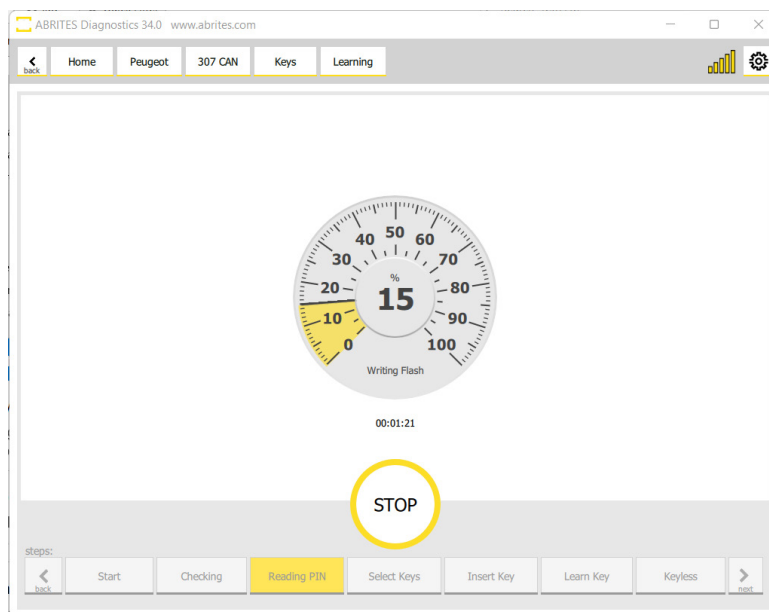 ABRITES Diagnostics 34.0 www.abrites.com
back
Home
Peugeot
307 CAN
Keys
Learning
0
10
20
30
40
50
60
70
80
90
100
%
15
Writing Flash
00:01:21
STOP
steps:
back
Start
Checking
Reading PIN
Select Keys
Insert Key
Learn Key
Keyless
next